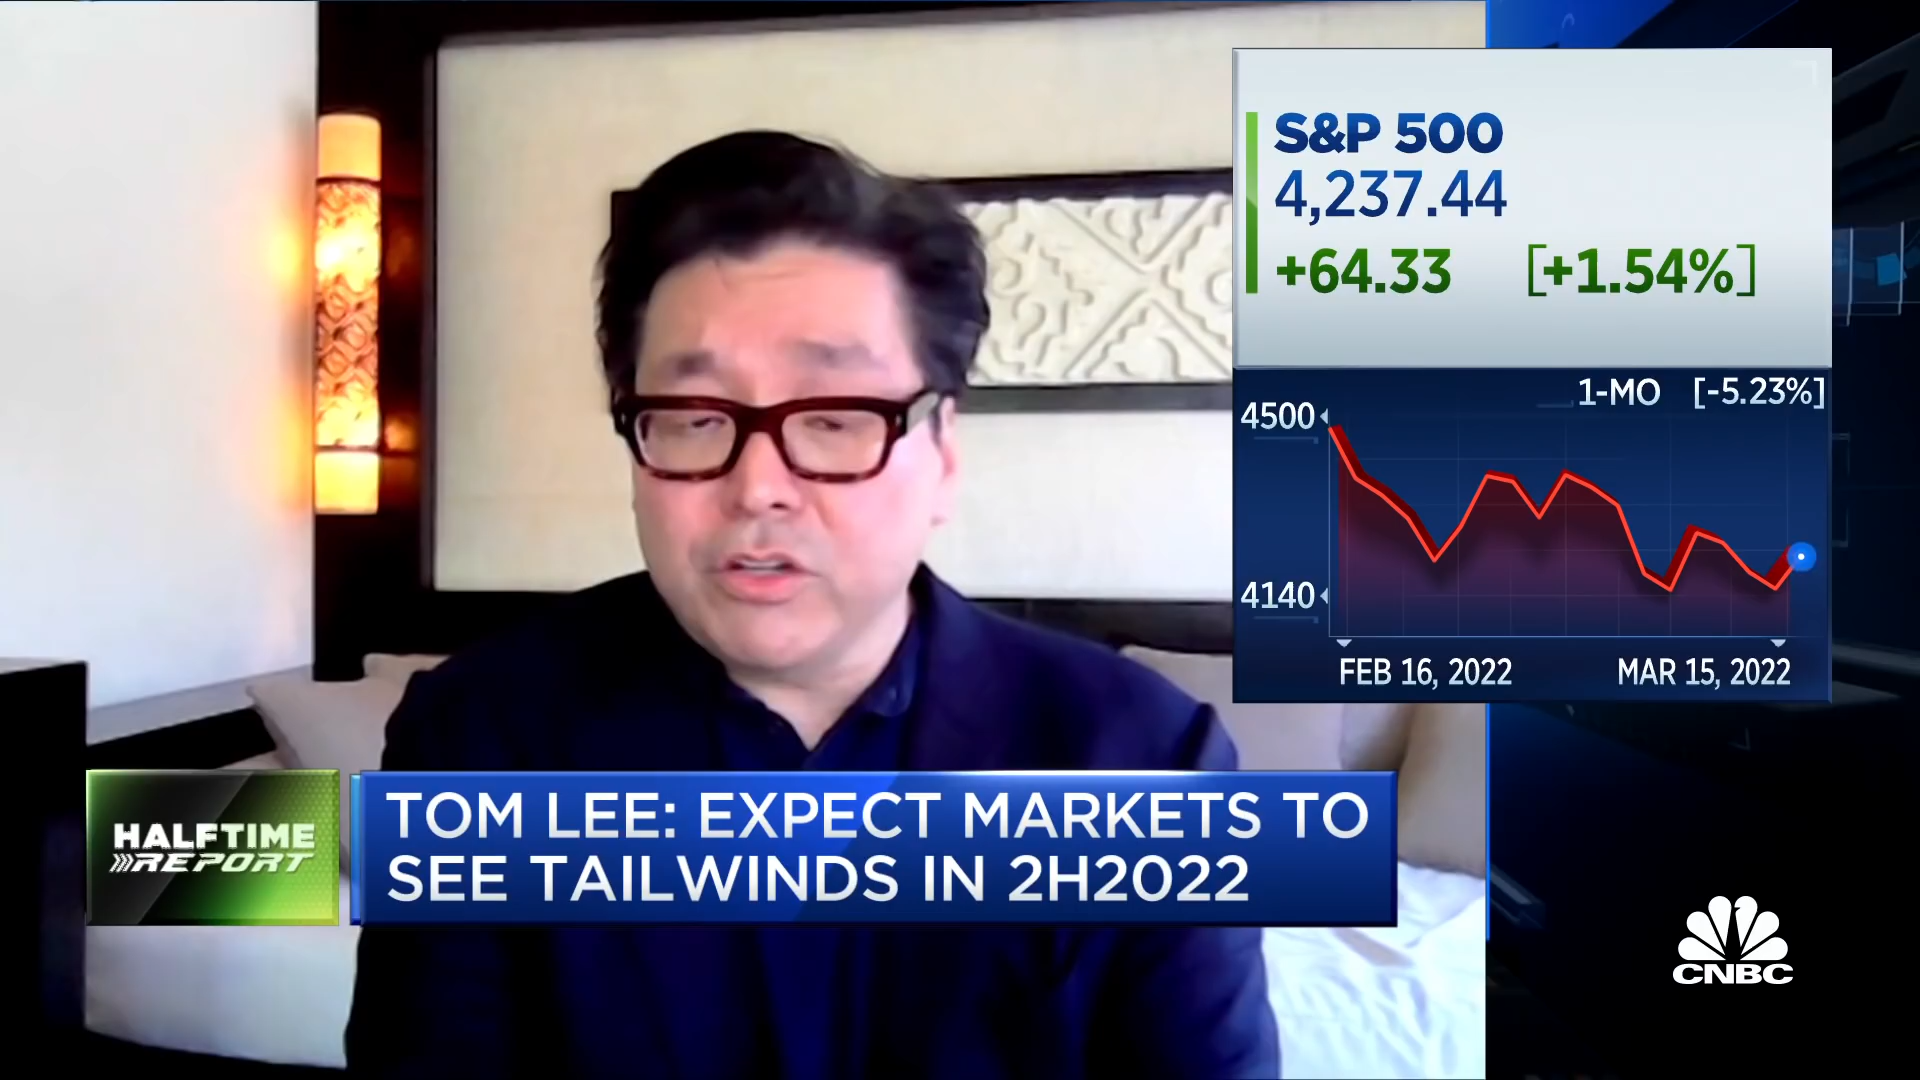 S&P 500
4,237.44
+64.33 [+1.54%]
1-MO [-5.23%]
4500
4140
FEB 16, 2022 MAR 15, 2022
HALFTIME
REPORT
TOM LEE: EXPECT MARKETS TO
SEE TAILWINDS IN 2H2022
CNBC